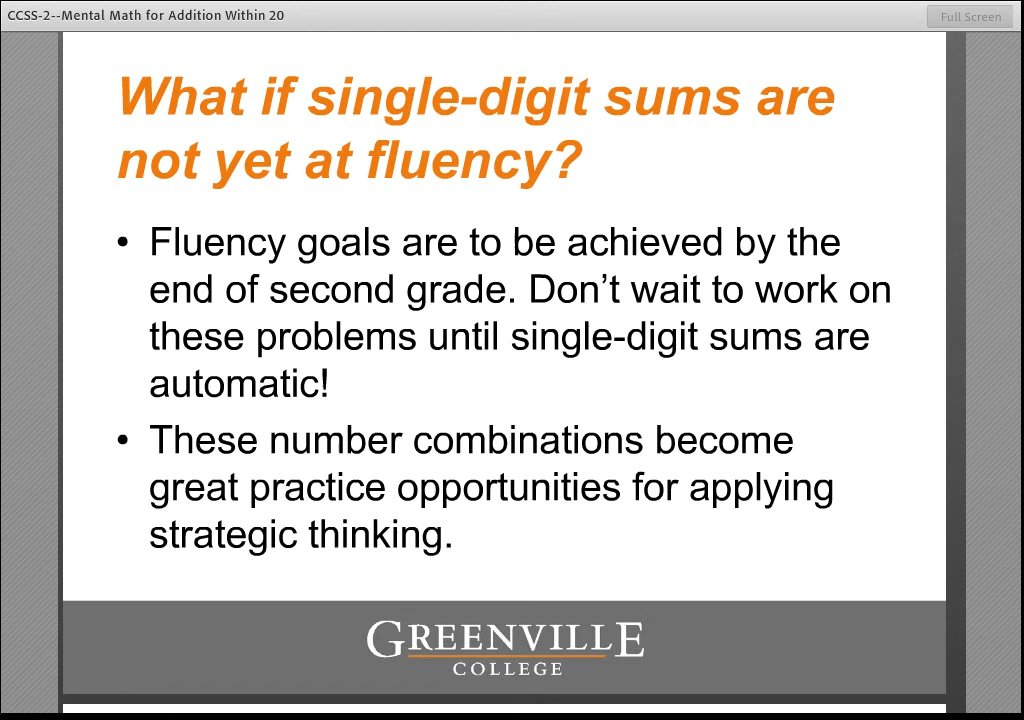 CCSS-2--Mental Math for Addition Within 20
Full Screen
What if single-digit sums are
not yet at fluency?
• Fluency goals are to be achieved by the
end of second grade. Don’t wait to work on
these problems until single-digit sums are
automatic!
• These number combinations become
great practice opportunities for applying
strategic thinking.
GREENVILLE
COLLEGE